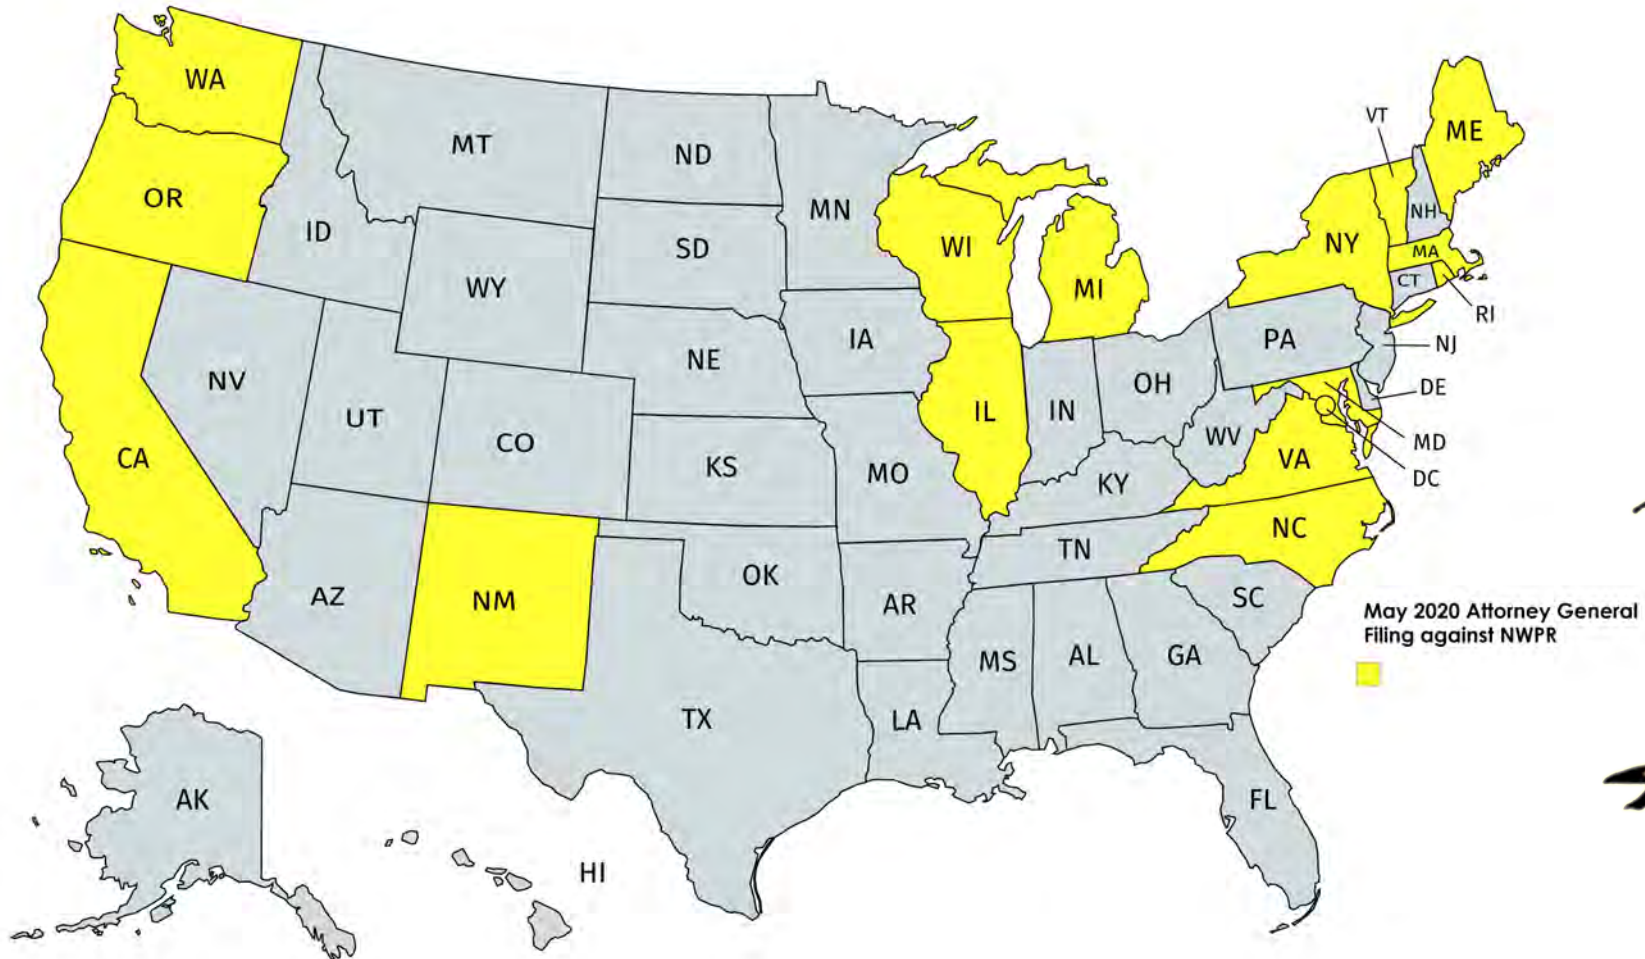 WA
MT
ND
VT
ME
OR
ID
MN
NH
WI
NY
MA
SD
WY
MI
CT
RI
IA
PA
NJ
NE
NV
OH
DE
UT
IL
IN
CO
WV
MD
CA
KS
MO
VA
DC
KY
NC
TN
OK
AZ
NM
AR
SC
May 2020 Attorney General
Filing against NWPR
MS
AL
GA
TX
LA
AK
FL
HI